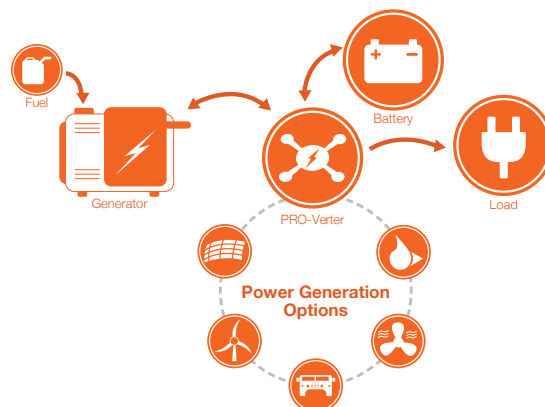 Fuel
Battery
Generator
Load
PRO-Verter
Power Generation
Options